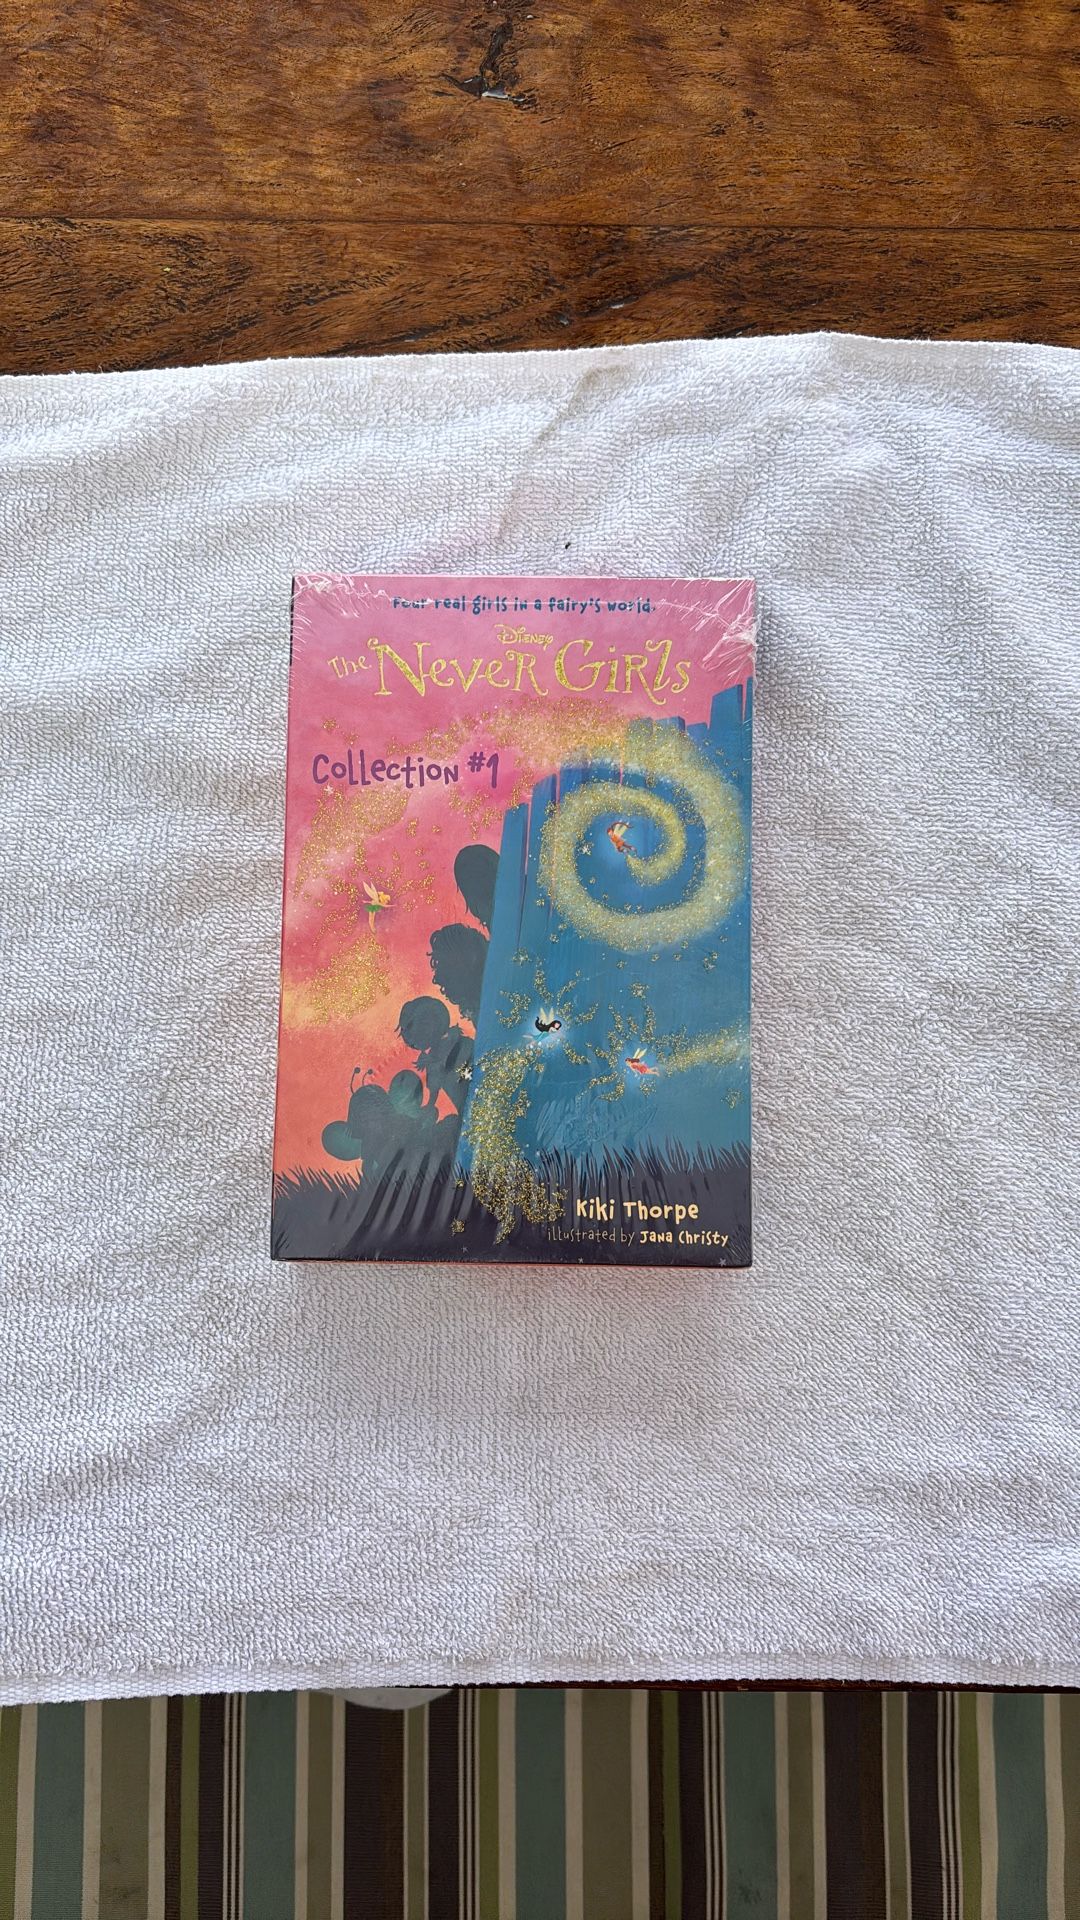 Four real girls in a fairy's world.
Disney
The Never Girls
Collection #1
Kiki Thorpe
illustrated by Jana Christy